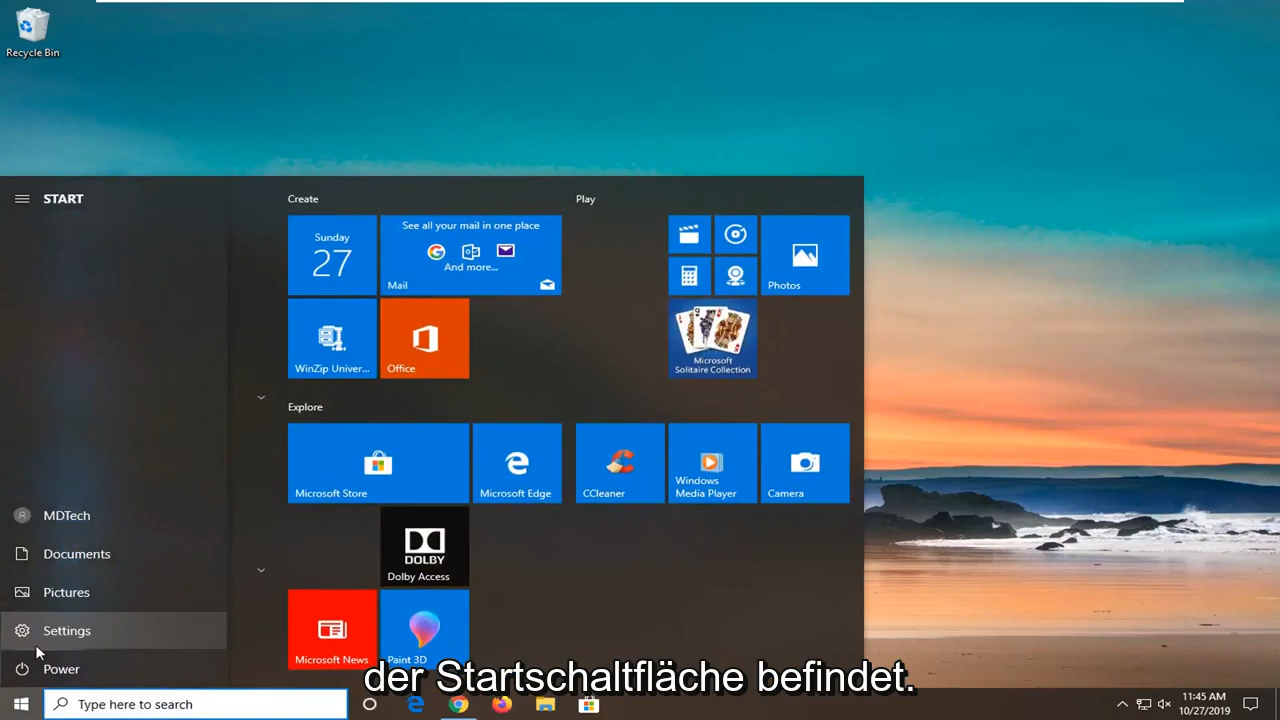 Recycle Bin
START
Create
Play
Sunday
27
See all your mail in one place
And more...
Mail
Photos
WinZip Univer...
Office
Microsoft
Solitaire Collection
Explore
Microsoft Store
Microsoft Edge
CCleaner
Windows
Media Player
Camera
MDTech
Documents
DOLBY
Dolby Access
Pictures
Settings
Microsoft News
Paint 3D
Power
der Startschaltfläche befindet.
Type here to search
11:45 AM
10/27/2019